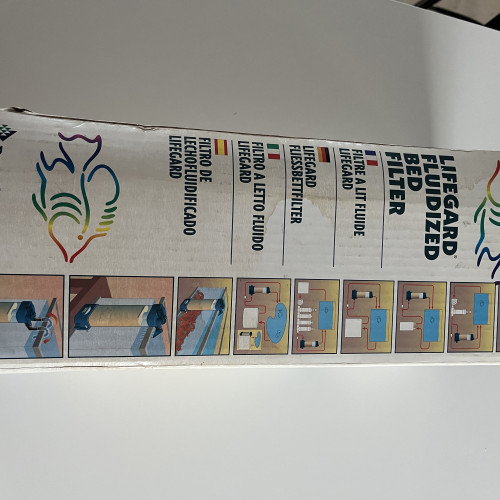 LIFEGARD®
FLUIDIZED
BED
FILTER
FILTRE A LIT FLUIDE
LIFEGARD
LIFEGARD
FLIESSBETTFILTER
FILTRO A LETTO FLUIDO
LIFEGARD
FILTRO DE
LECHOFLUIDIFICADO
LIFEGARD